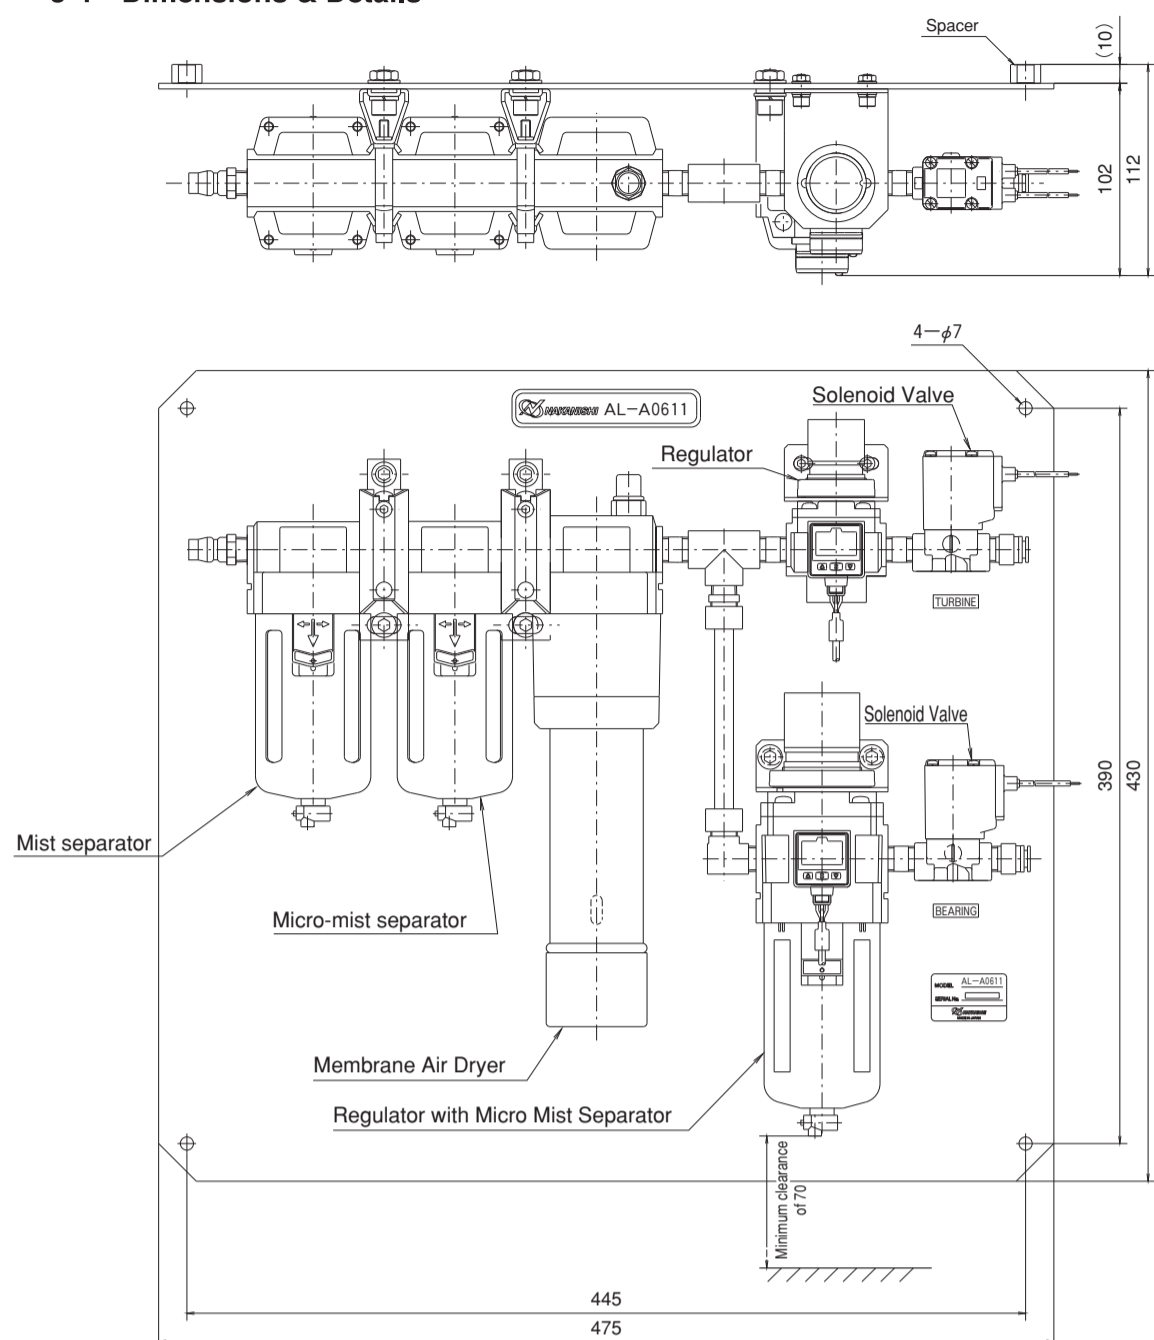 Dimensions & Details
Spacer
(10)
102
112
4-φ7
NAKANISHI AL-A0611
Solenoid Valve
Regulator
TURBINE
Solenoid Valve
390
430
Mist separator
Micro-mist separator
BEARING
MODEL AL-A0611
SERIAL No.
NAKANISHI
Membrane Air Dryer
Regulator with Micro Mist Separator
Minimum clearance
of 70
445
475